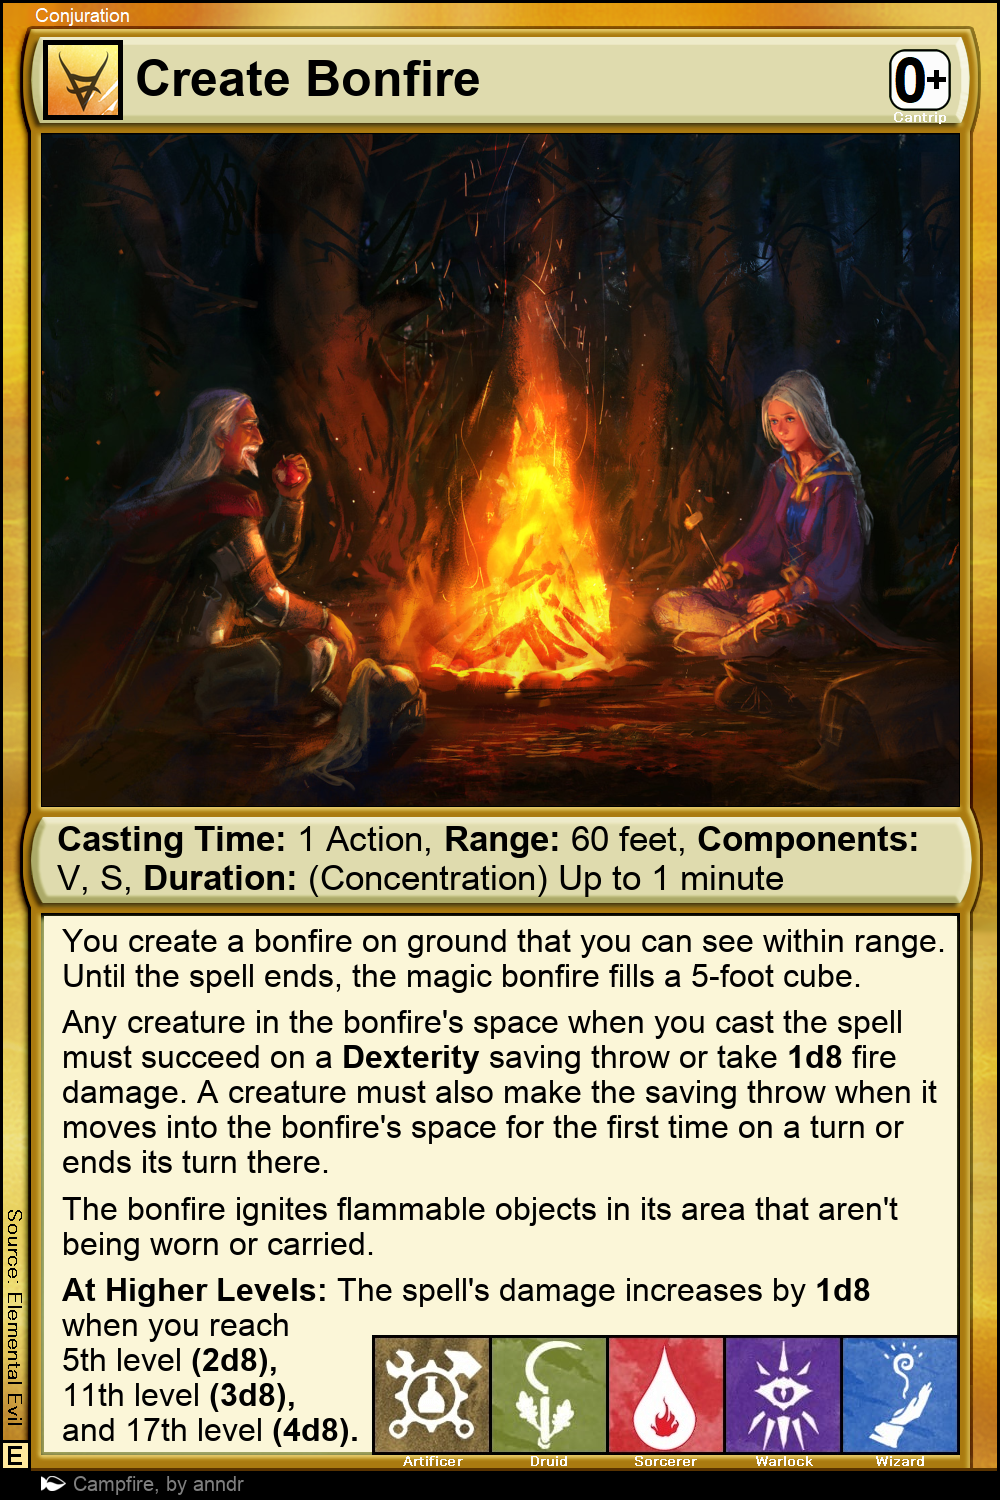 Conjuration
Create Bonfire
0+
Cantrip
Casting Time: 1 Action, Range: 60 feet, Components:
V, S, Duration: (Concentration) Up to 1 minute
You create a bonfire on ground that you can see within range.
Until the spell ends, the magic bonfire fills a 5-foot cube.
Any creature in the bonfire's space when you cast the spell
must succeed on a Dexterity saving throw or take 1d8 fire
damage. A creature must also make the saving throw when it
moves into the bonfire's space for the first time on a turn or
ends its turn there.
The bonfire ignites flammable objects in its area that aren't
being worn or carried.
At Higher Levels: The spell's damage increases by 1d8
when you reach
5th level (2d8),
11th level (3d8),
and 17th level (4d8).
Artificer
Druid
Sorcerer
Warlock
Wizard
Source: Elemental Evil
E
Campfire, by anndr